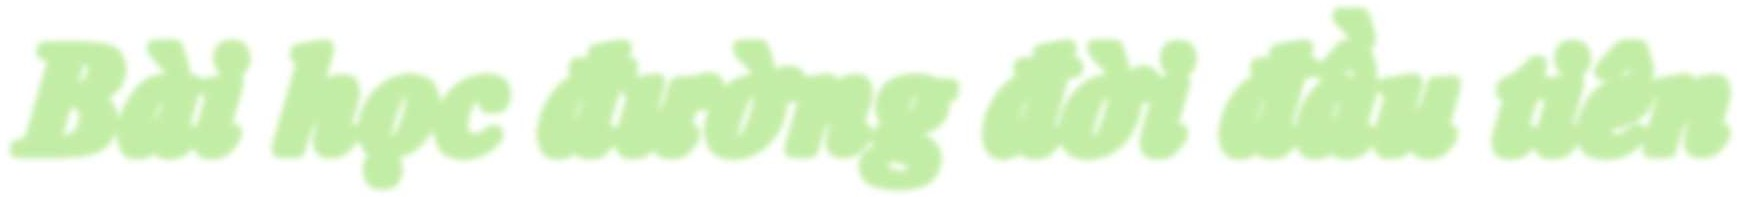 Bài học đường đời đầu tiên